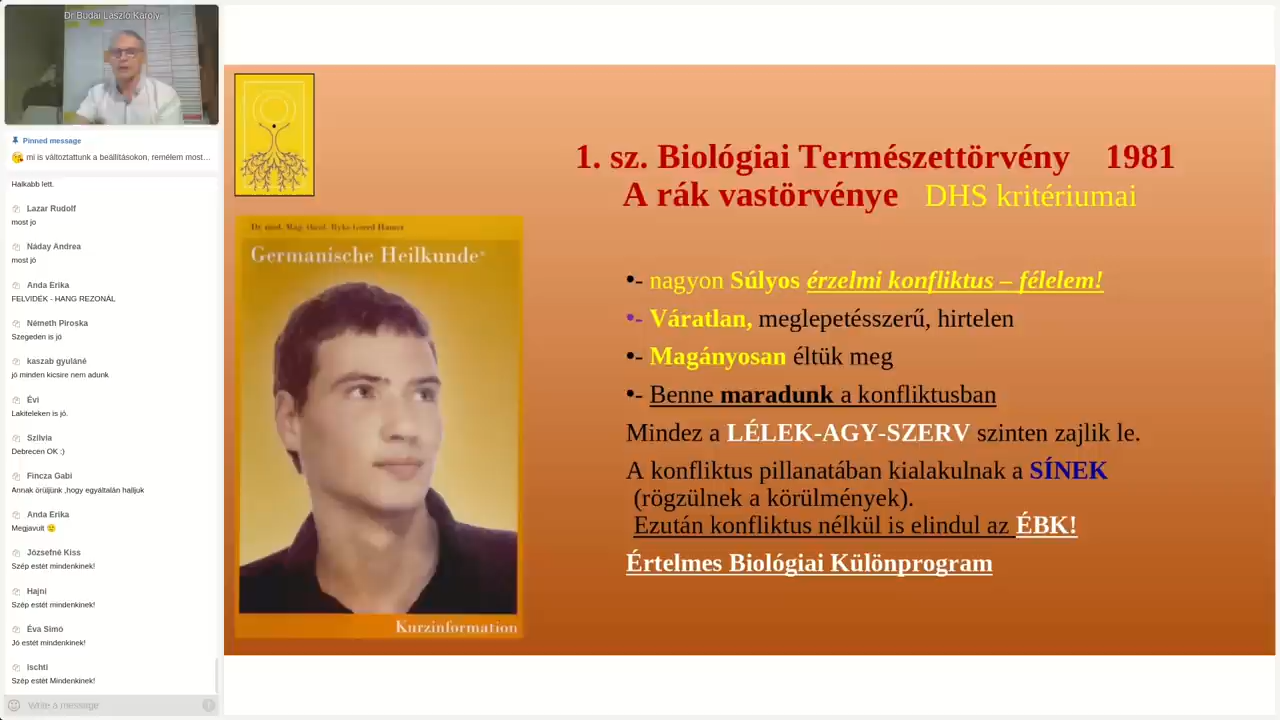 Dr Budai László Károly
Pinned message
mi is változtattunk a beállításokon, remélem most…
Halkabb lett.
Lazar Rudolf
most jo
Náday Andrea
most jó
Anda Erika
FELVIDÉK - HANG REZONÁL
Németh Piroska
Szegeden is jó
kaszab gyuláné
jó minden kicsire nem adunk
Évi
Lakiteleken is jó.
Szilvia
Debrecen OK :)
Fincza Gabi
Annak örüljünk ,hogy egyáltalán halljuk
Anda Erika
Megjavult 🙂
Józsefné Kiss
Szép estét mindenkinek!
Hajni
Szép estét mindenkinek!
Éva Simó
Jó estét mindenkinek!
Ischti
Szép estét Mindenkinek!
Write a message
1. sz. Biológiai Természettörvény 1981
A rák vastörvénye DHS kritériumai
Dr. med. Mag. theol. Ryke Geerd Hamer
Germanische Heilkunde®
Kurzinformation
•- nagyon Súlyos érzelmi konfliktus – félelem!
•- Váratlan, meglepetésszerű, hirtelen
•- Magányosan éltük meg
•- Benne maradunk a konfliktusban
Mindez a LÉLEK-AGY-SZERV szinten zajlik le.
A konfliktus pillanatában kialakulnak a SÍNEK
(rögzülnek a körülmények).
Ezután konfliktus nélkül is elindul az ÉBK!
Értelmes Biológiai Különprogram